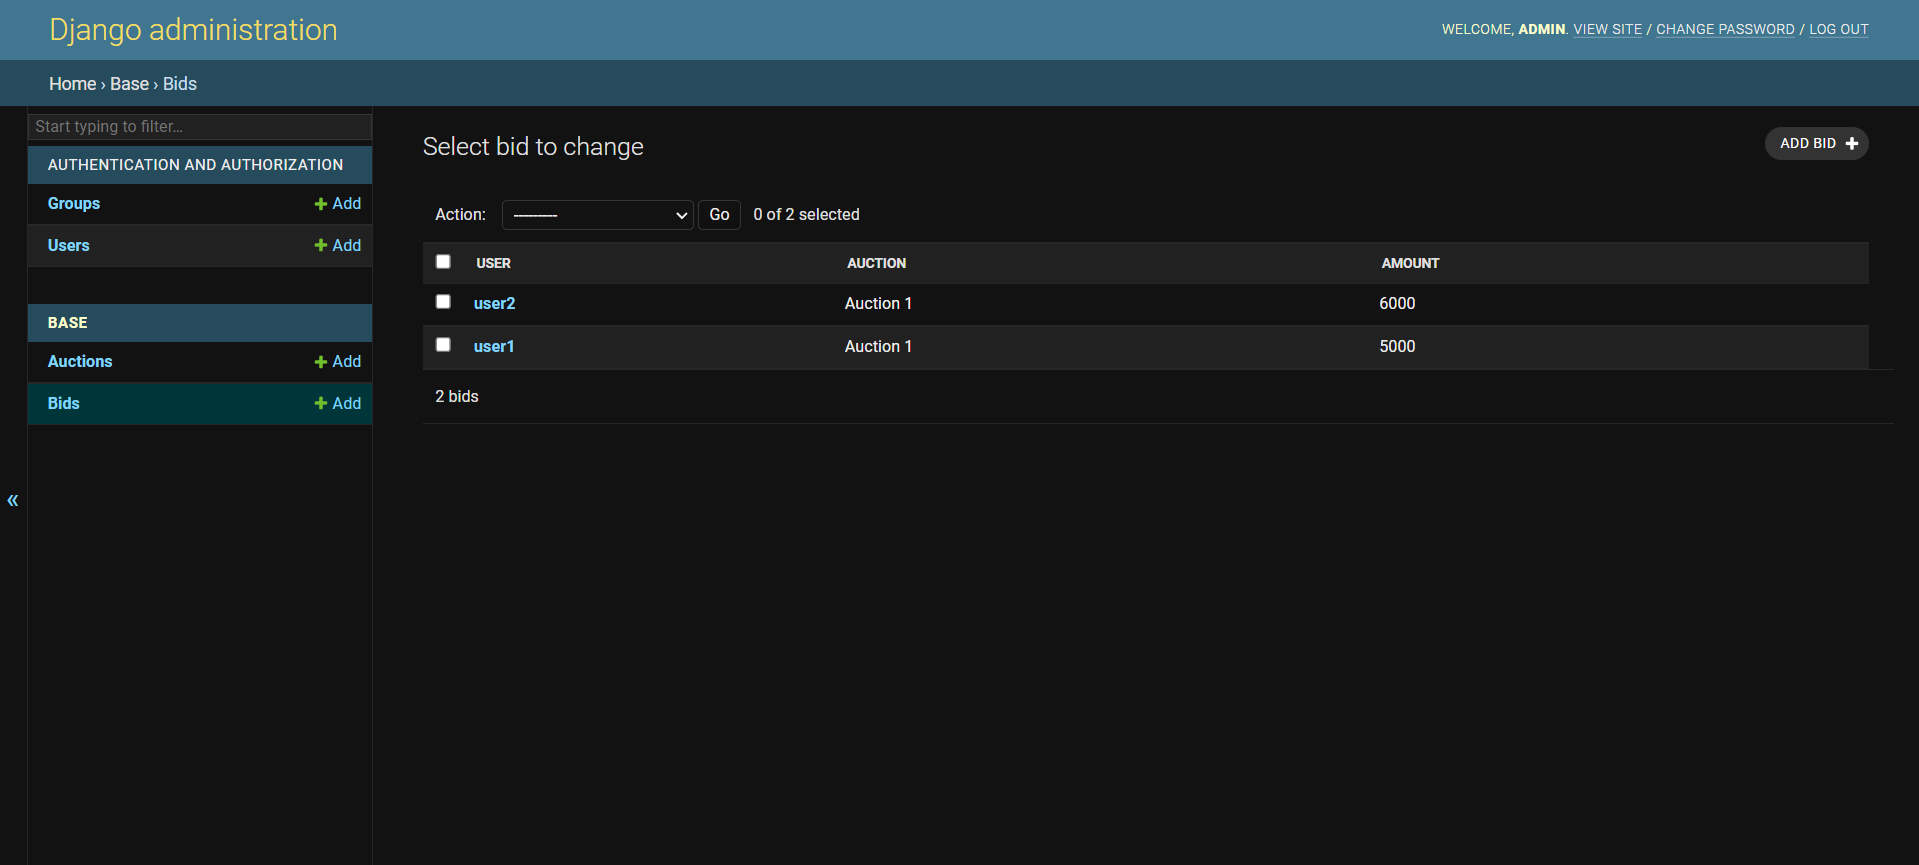 Django administration
WELCOME, ADMIN. VIEW SITE / CHANGE PASSWORD / LOG OUT
Home › Base › Bids
Start typing to filter...
AUTHENTICATION AND AUTHORIZATION
Groups + Add
Users + Add
BASE
Auctions + Add
Bids + Add
«
Select bid to change
ADD BID +
Action: --------- Go 0 of 2 selected
USER AUCTION AMOUNT
user2 Auction 1 6000
user1 Auction 1 5000
2 bids